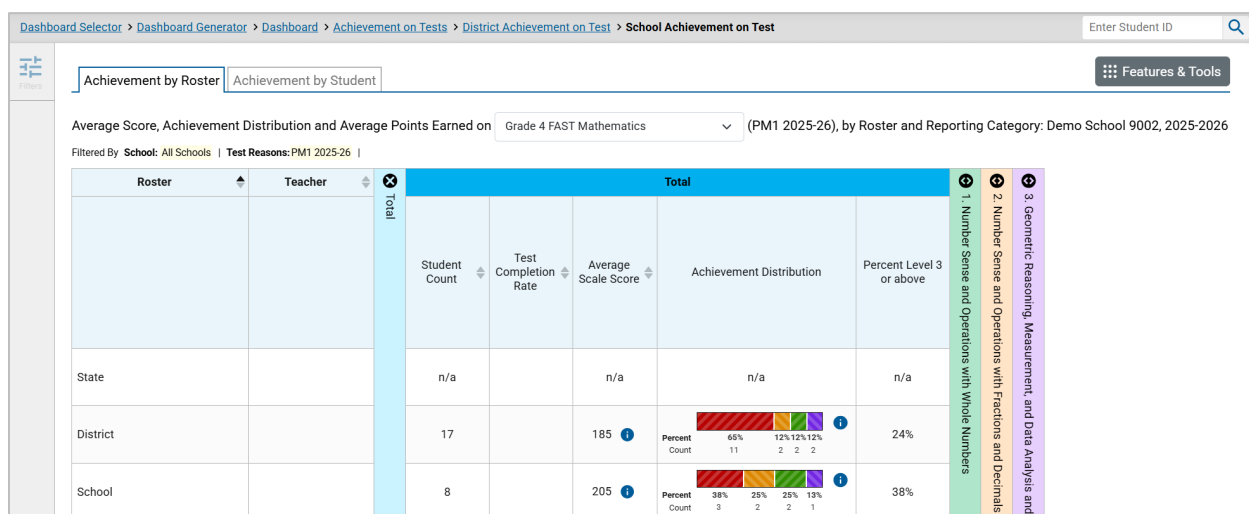 Dashboard Selector > Dashboard Generator > Dashboard > Achievement on Tests > District Achievement on Test > School Achievement on Test
Enter Student ID
Filters
Achievement by Roster
Achievement by Student
Features & Tools
Average Score, Achievement Distribution and Average Points Earned on Grade 4 FAST Mathematics (PM1 2025-26), by Roster and Reporting Category: Demo School 9002, 2025-2026
Filtered By School: All Schools | Test Reasons: PM1 2025-26 |
Roster Teacher Total Total
1. Number Sense and Operations with Whole Numbers
2. Number Sense and Operations with Fractions and Decimals
3. Geometric Reasoning, Measurement, and Data Analysis and
Student Count
Test Completion Rate
Average Scale Score
Achievement Distribution
Percent Level 3 or above
State n/a n/a n/a n/a
District 17 185 24%
Percent 65% 12% 12% 12%
Count 11 2 2 2
School 8 205 38%
Percent 38% 25% 25% 13%
Count 3 2 2 1